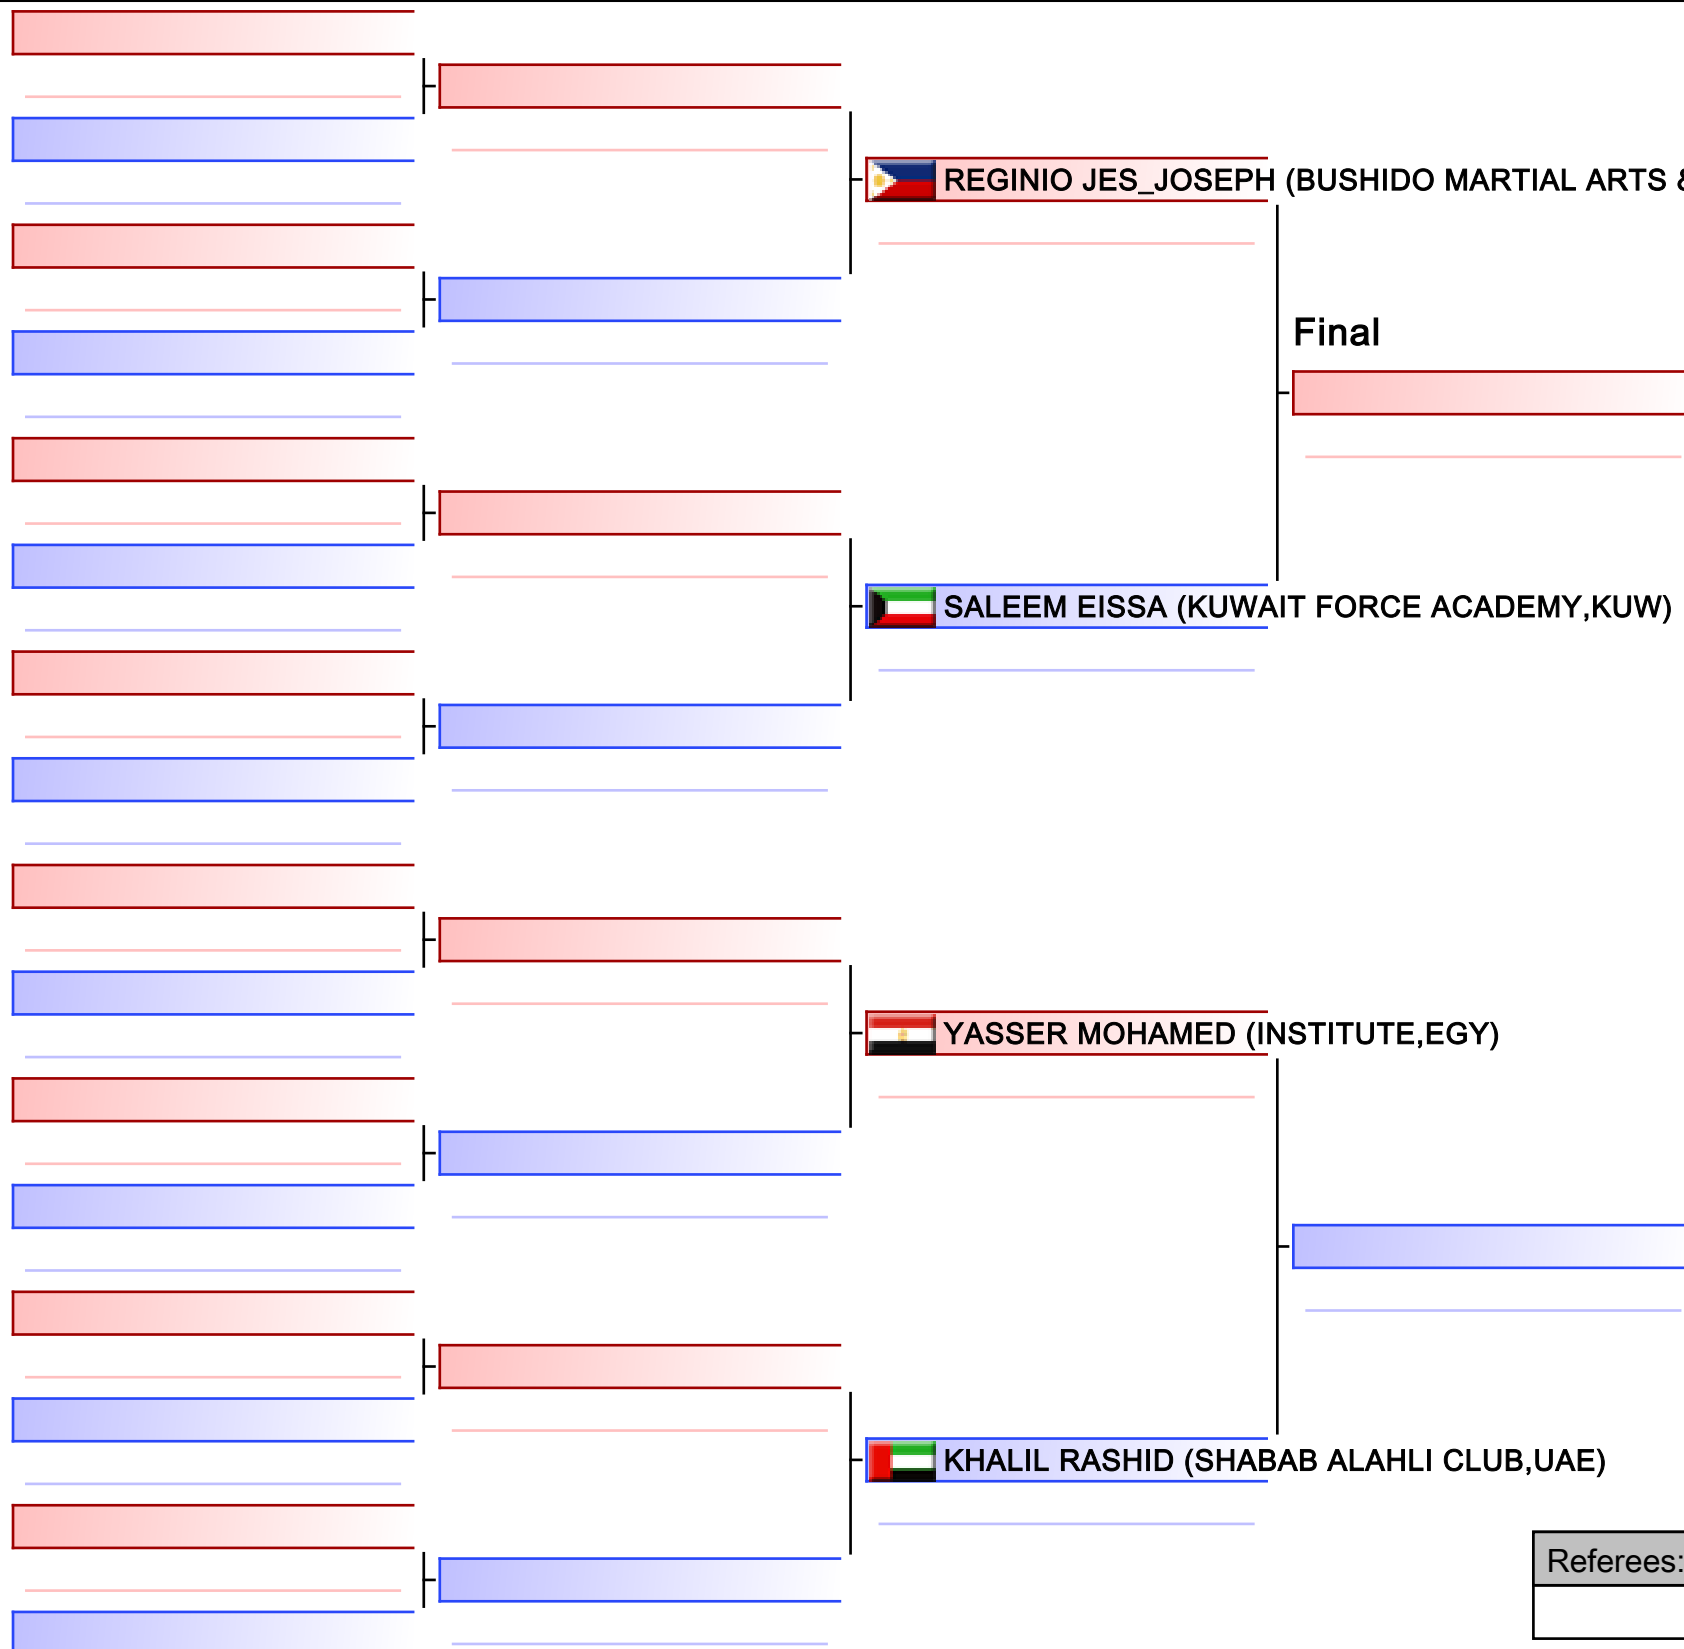 REGINIO JES_JOSEPH (BUSHIDO MARTIAL ARTS &
Final
SALEEM EISSA (KUWAIT FORCE ACADEMY,KUW)
YASSER MOHAMED (INSTITUTE,EGY)
KHALIL RASHID (SHABAB ALAHLI CLUB,UAE)
Referees: